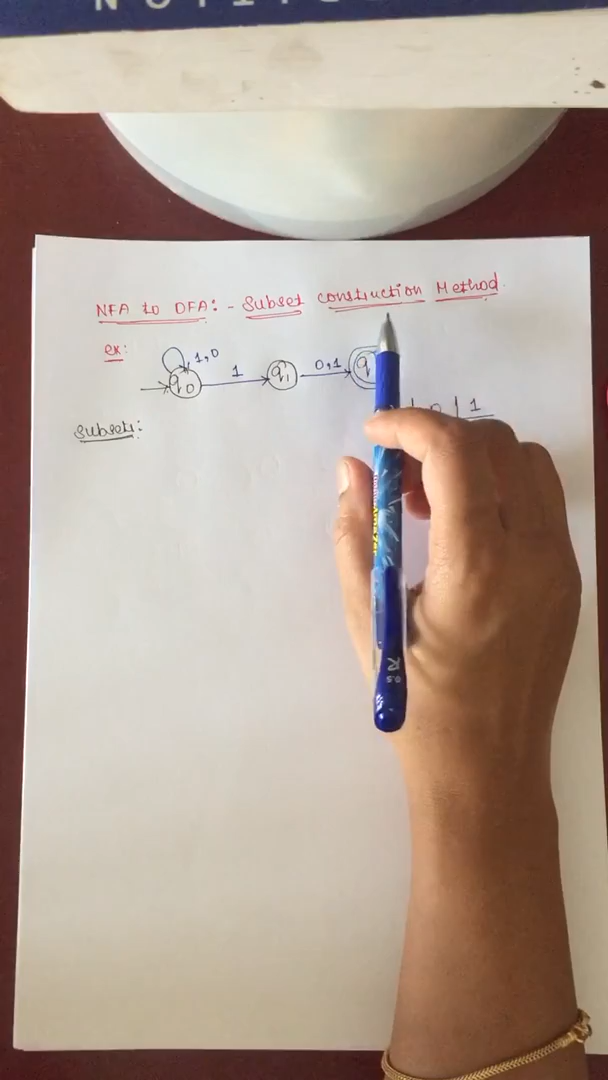 NFA to DFA:- Subset construction Method
ex:
1,0
q0 1 q1 0,1 q
0 1
Subsets: